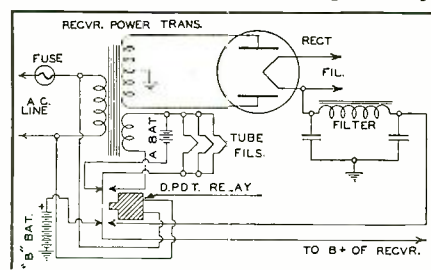 RECVR. POWER TRANS.
FUSE
RECT
FIL.
A.C.
LINE
A BAT.
TUBE
FILS.
FILTER
D.P.D.T. RELAY
"B" BAT.
+
TO B+ OF RECVR.